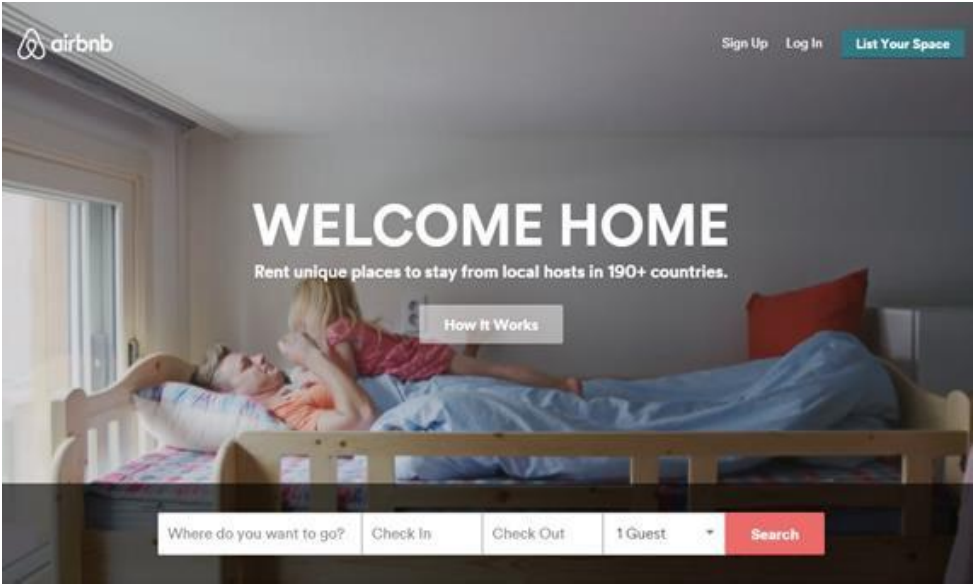 airbnb
Sign Up
Log In
List Your Space
WELCOME HOME
Rent unique places to stay from local hosts in 190+ countries.
How It Works
Where do you want to go?
Check In
Check Out
1 Guest
Search